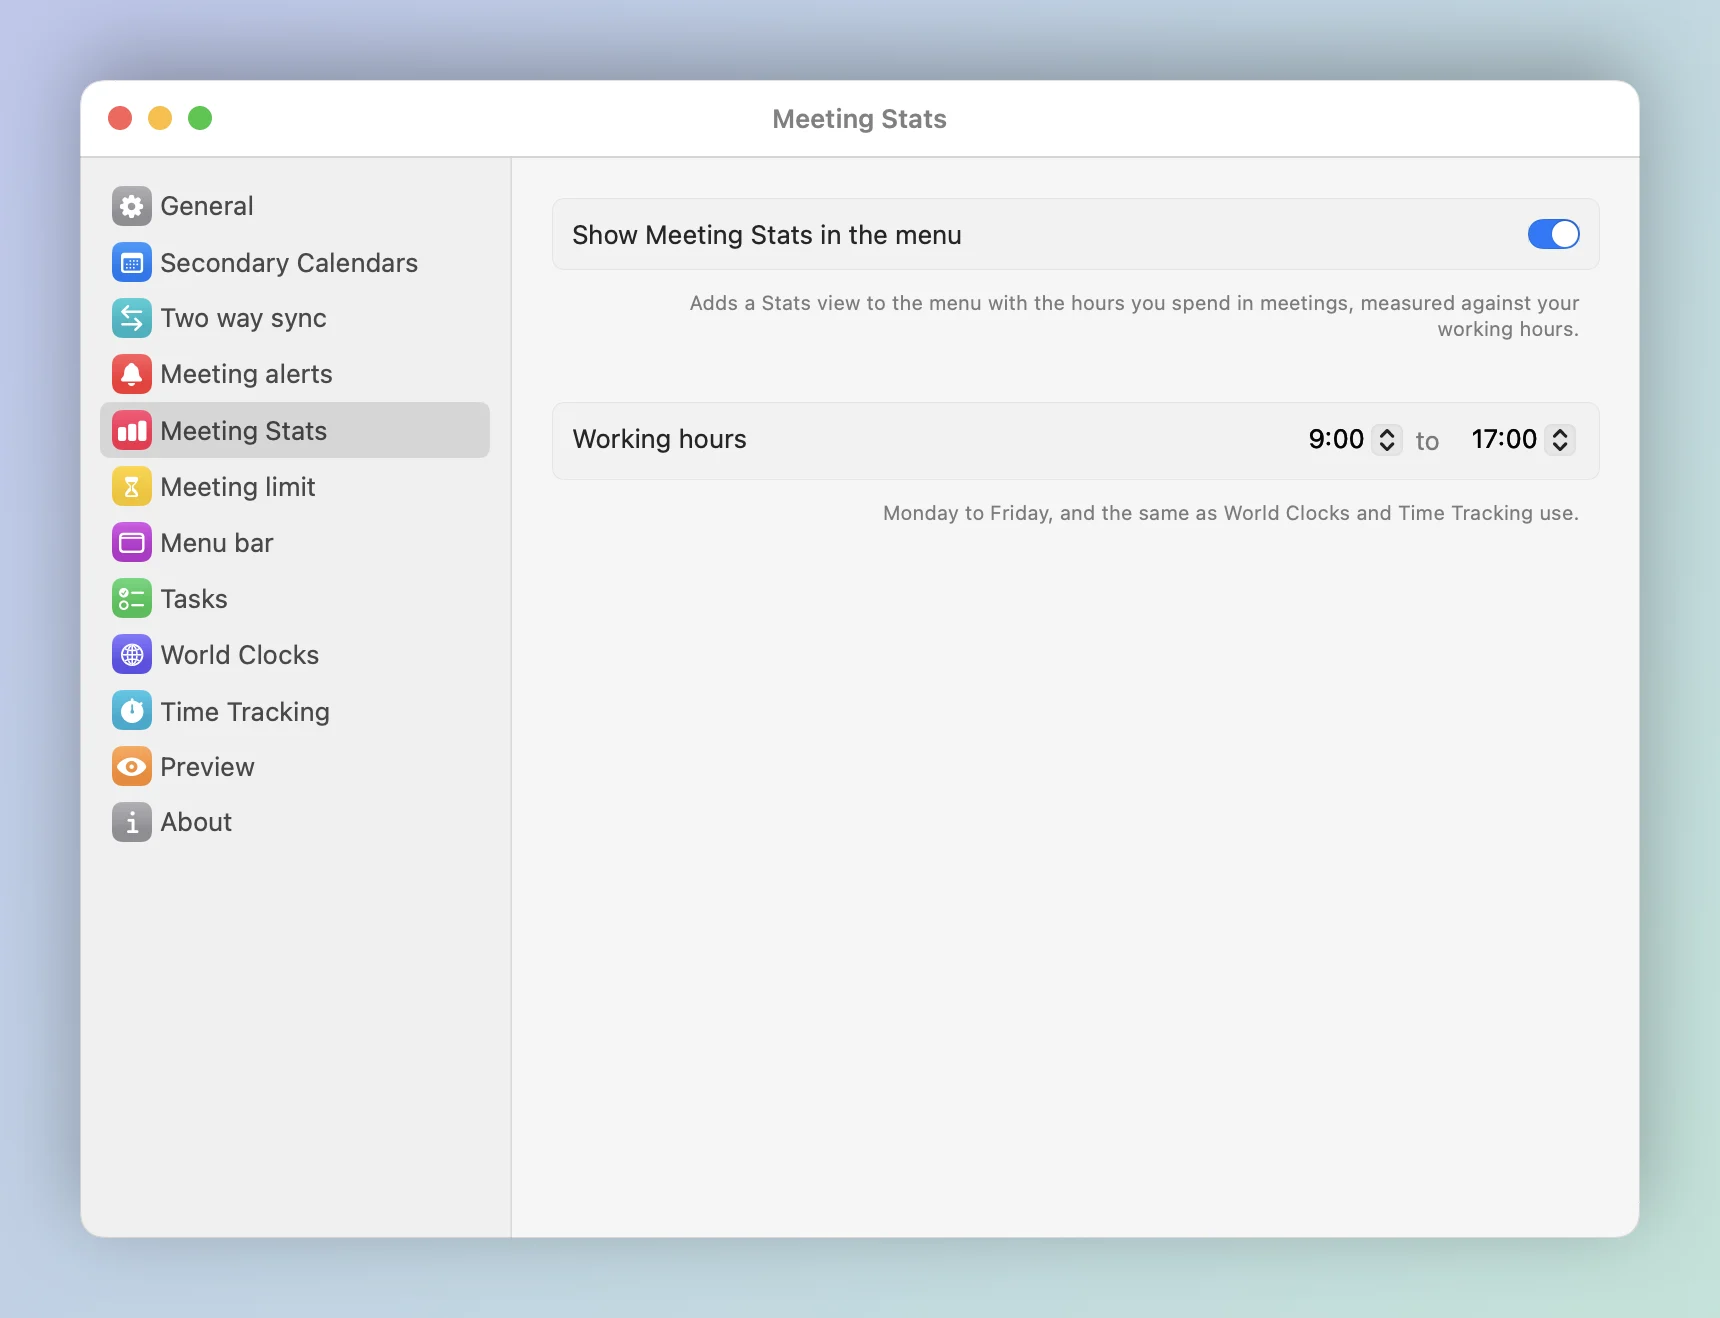 Meeting Stats
General
Secondary Calendars
Two way sync
Meeting alerts
Meeting Stats
Meeting limit
Menu bar
Tasks
World Clocks
Time Tracking
Preview
About
Show Meeting Stats in the menu
Adds a Stats view to the menu with the hours you spend in meetings, measured against your
working hours.
Working hours 9:00 to 17:00
Monday to Friday, and the same as World Clocks and Time Tracking use.